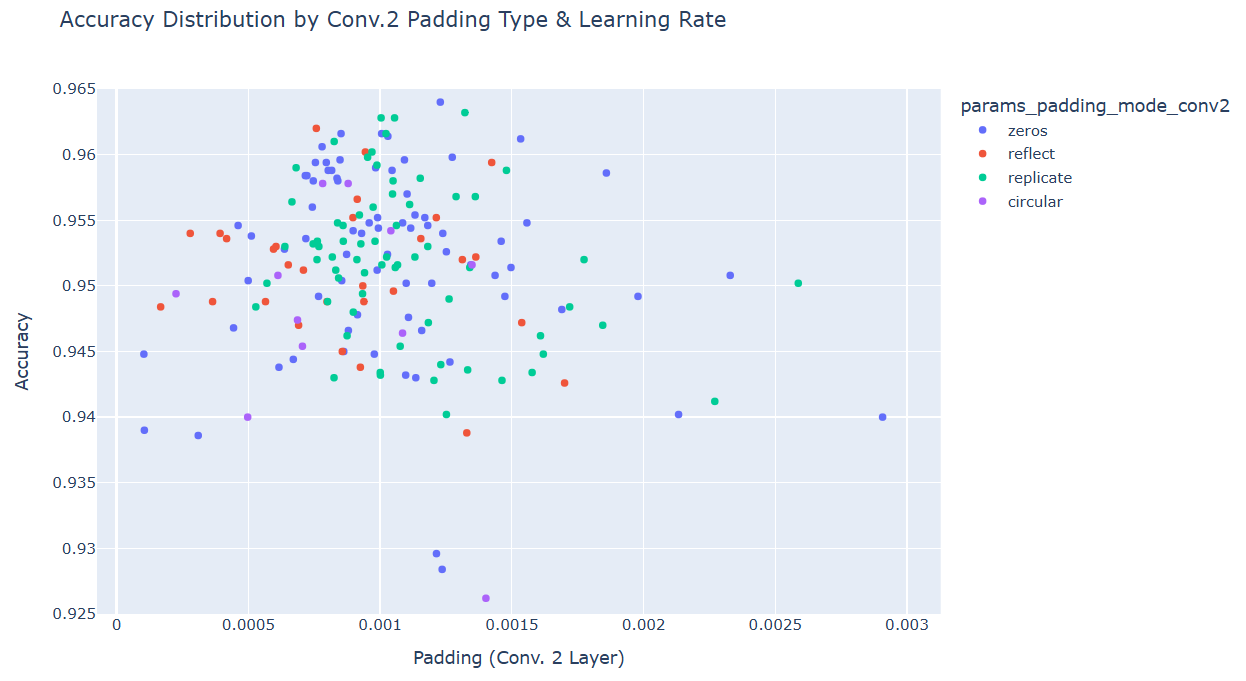 Accuracy Distribution by Conv.2 Padding Type & Learning Rate
params_padding_mode_conv2
zeros
reflect
replicate
circular
Accuracy
0.965
0.96
0.955
0.95
0.945
0.94
0.935
0.93
0.925
0
0.0005
0.001
0.0015
0.002
0.0025
0.003
Padding (Conv. 2 Layer)